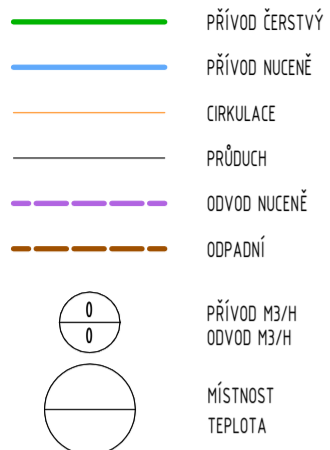 PŘÍVOD ČERSTVÝ
PŘÍVOD NUCENĚ
CIRKULACE
PRŮDUCH
ODVOD NUCENĚ
ODPADNÍ
0
0
PŘÍVOD M3/H
ODVOD M3/H
MÍSTNOST
TEPLOTA